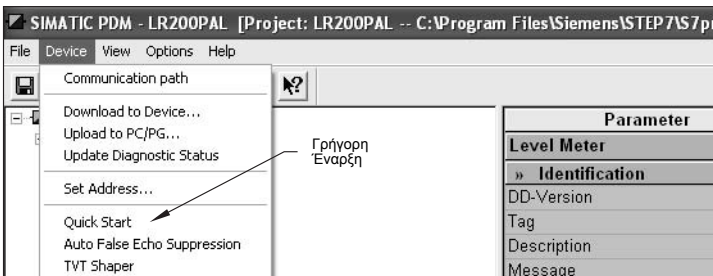 SIMATIC PDM - LR200PAL [Project: LR200PAL -- C:\Program Files\Siemens\STEP7\S7p
File Device View Options Help
Communication path
Download to Device...
Upload to PC/PG...
Update Diagnostic Status
Set Address...
Quick Start
Auto False Echo Suppression
TVT Shaper
Γρήγορη
Έναρξη
Parameter
Level Meter
» Identification
DD-Version
Tag
Description
Message